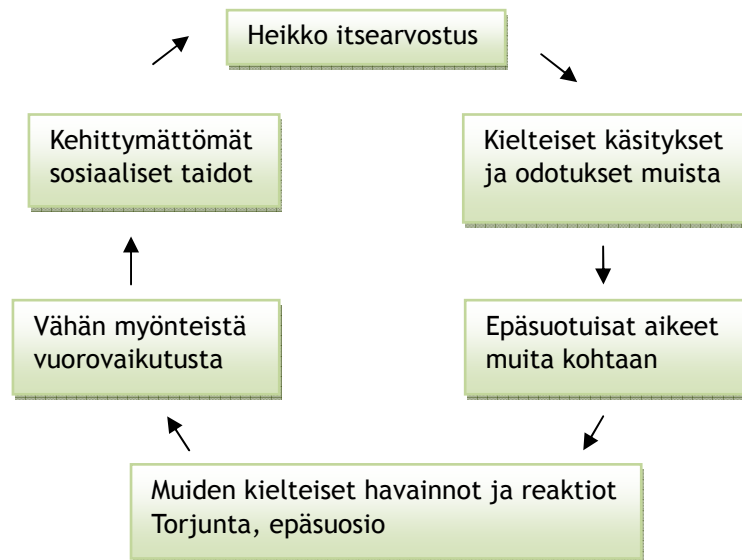 Heikko itsearvostus
Kielteiset käsitykset
ja odotukset muista
Epäsuotuisat aikeet
muita kohtaan
Muiden kielteiset havainnot ja reaktiot
Torjunta, epäsuosio
Vähän myönteistä
vuorovaikutusta
Kehittymättömät
sosiaaliset taidot